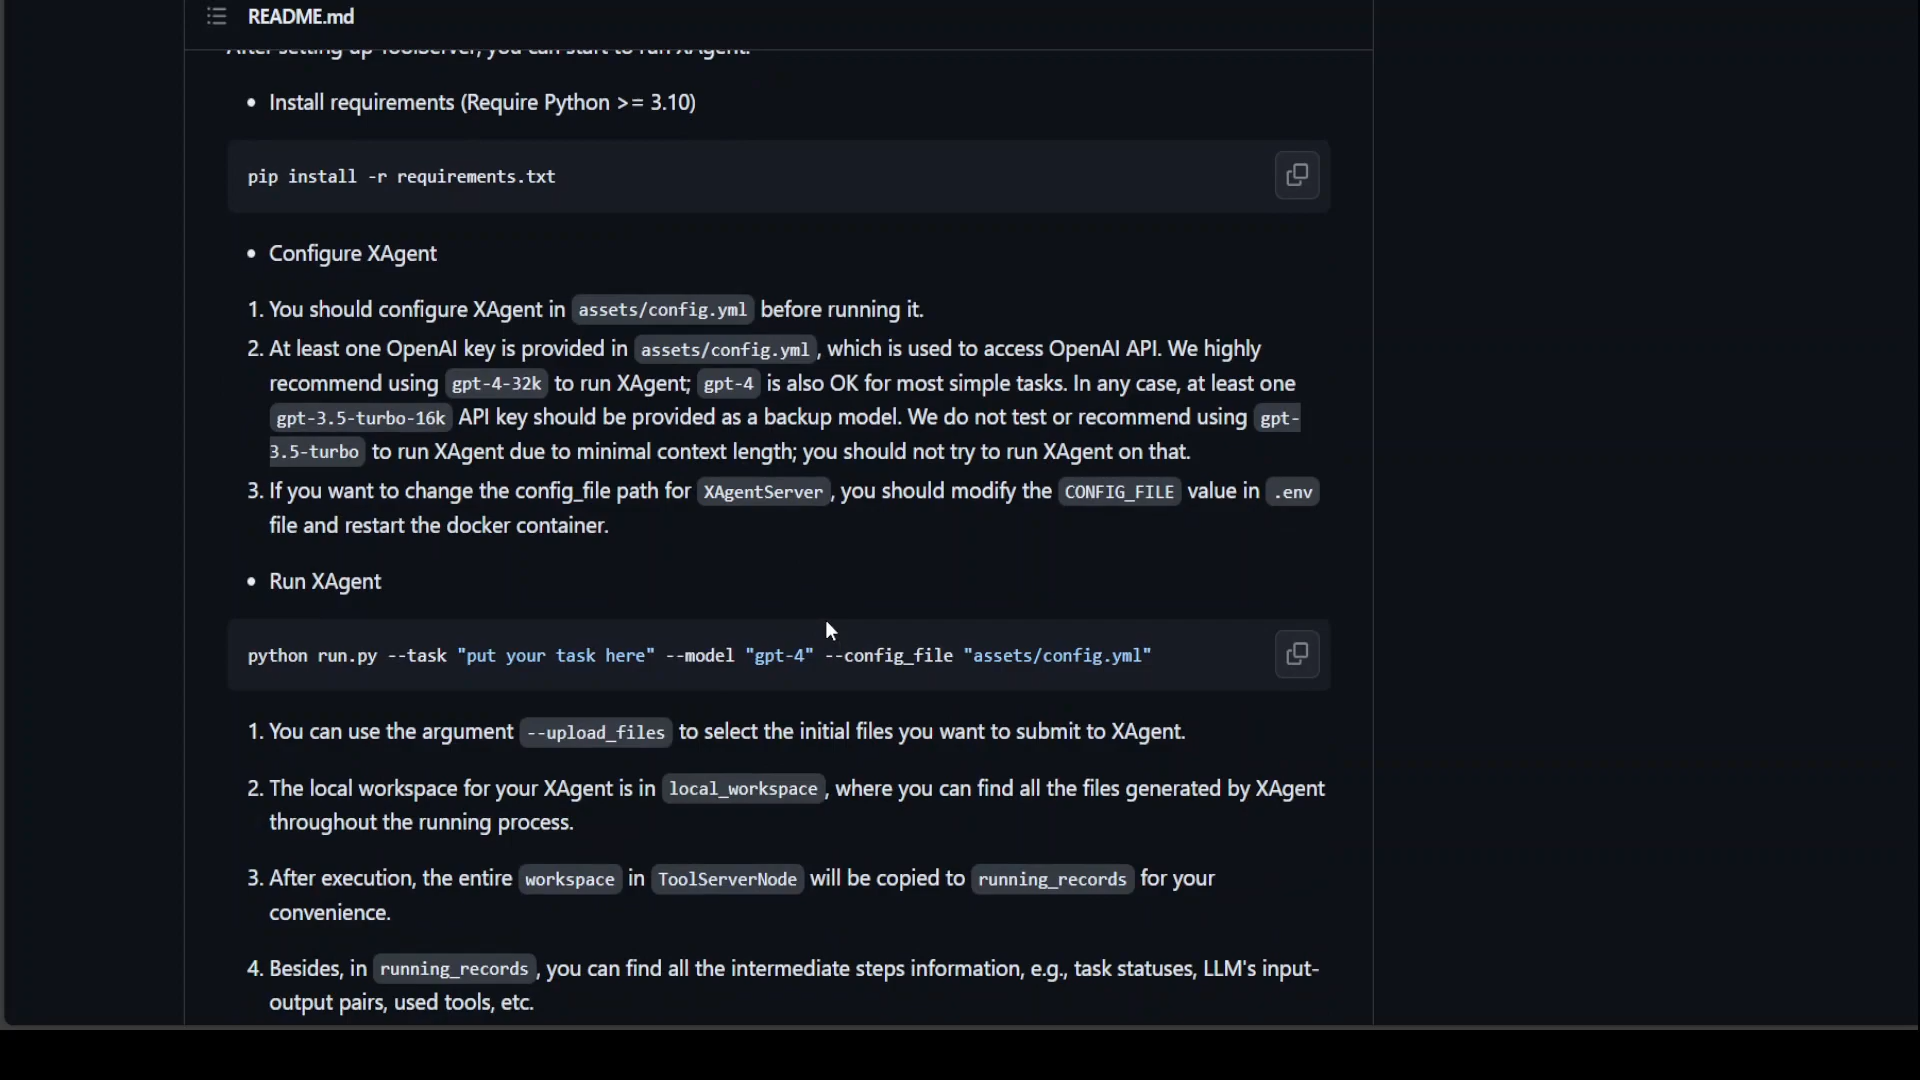 README.md
After setting up ToolServer, you can start to run XAgent.
• Install requirements (Require Python >= 3.10)
pip install -r requirements.txt
• Configure XAgent
1. You should configure XAgent in assets/config.yml before running it.
2. At least one OpenAI key is provided in assets/config.yml, which is used to access OpenAI API. We highly
recommend using gpt-4-32k to run XAgent; gpt-4 is also OK for most simple tasks. In any case, at least one
gpt-3.5-turbo-16k API key should be provided as a backup model. We do not test or recommend using gpt-
3.5-turbo to run XAgent due to minimal context length; you should not try to run XAgent on that.
3. If you want to change the config_file path for XAgentServer, you should modify the CONFIG_FILE value in .env
file and restart the docker container.
• Run XAgent
python run.py --task "put your task here" --model "gpt-4" --config_file "assets/config.yml"
1. You can use the argument --upload_files to select the initial files you want to submit to XAgent.
2. The local workspace for your XAgent is in local_workspace, where you can find all the files generated by XAgent
throughout the running process.
3. After execution, the entire workspace in ToolServerNode will be copied to running_records for your
convenience.
4. Besides, in running_records, you can find all the intermediate steps information, e.g., task statuses, LLM's input-
output pairs, used tools, etc.